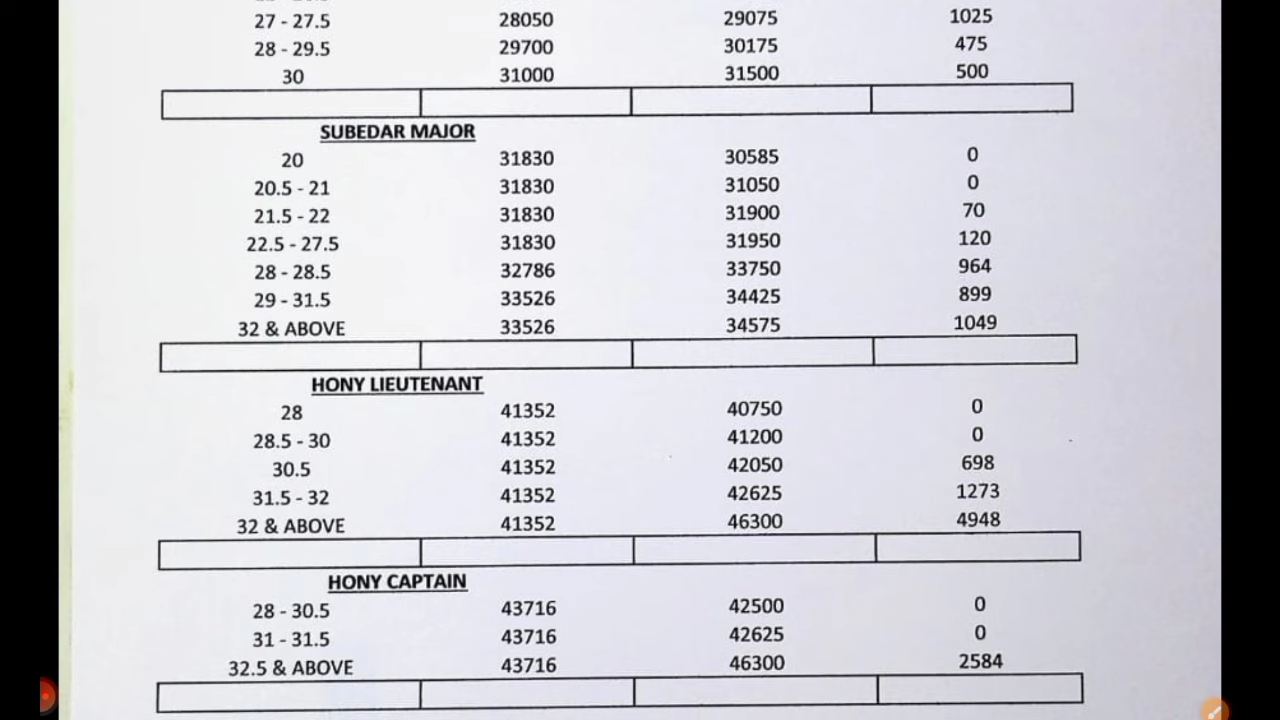 27 - 27.5 28050 29075 1025
28 - 29.5 29700 30175 475
30 31000 31500 500
SUBEDAR MAJOR
20 31830 30585 0
20.5 - 21 31830 31050 0
21.5 - 22 31830 31900 70
22.5 - 27.5 31830 31950 120
28 - 28.5 32786 33750 964
29 - 31.5 33526 34425 899
32 & ABOVE 33526 34575 1049
HONY LIEUTENANT
28 41352 40750 0
28.5 - 30 41352 41200 0
30.5 41352 42050 698
31.5 - 32 41352 42625 1273
32 & ABOVE 41352 46300 4948
HONY CAPTAIN
28 - 30.5 43716 42500 0
31 - 31.5 43716 42625 0
32.5 & ABOVE 43716 46300 2584